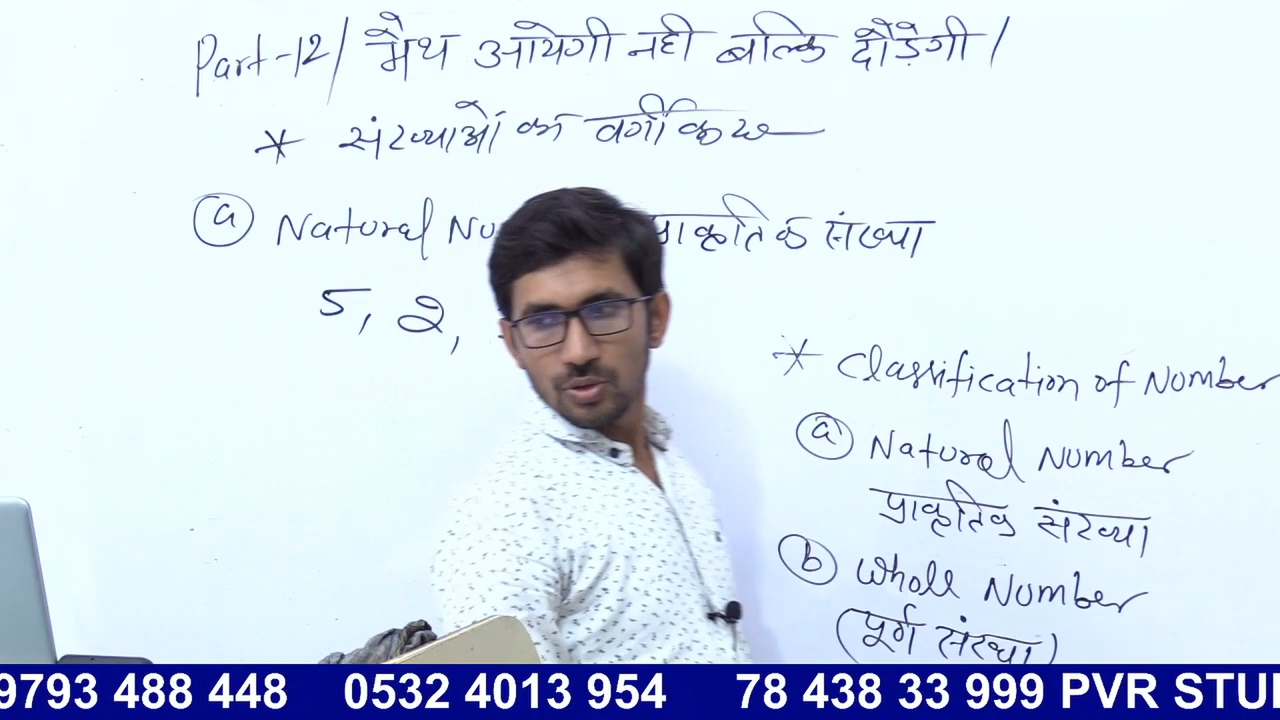 Part-12/ मैथ आयेगी नही बल्कि दौड़ेगी /
* संख्याओं का वर्गीकरण
(a) Natural Nu प्राकृतिक संख्या
5, 2,
* Classification of Number
(a) Natural Number
प्राकृतिक संख्या
(b) Whole Number
(पूर्ण संख्या)
9793 488 448 0532 4013 954 78 438 33 999 PVR STU